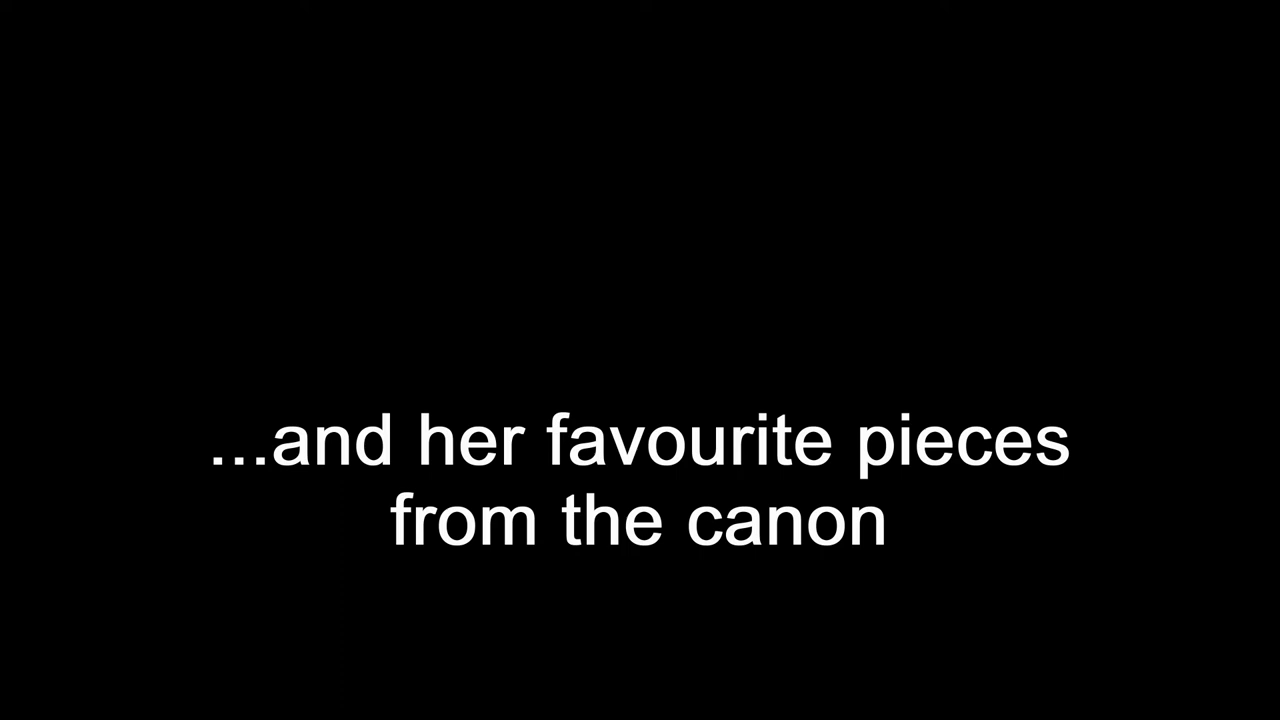 ...and her favourite pieces
from the canon